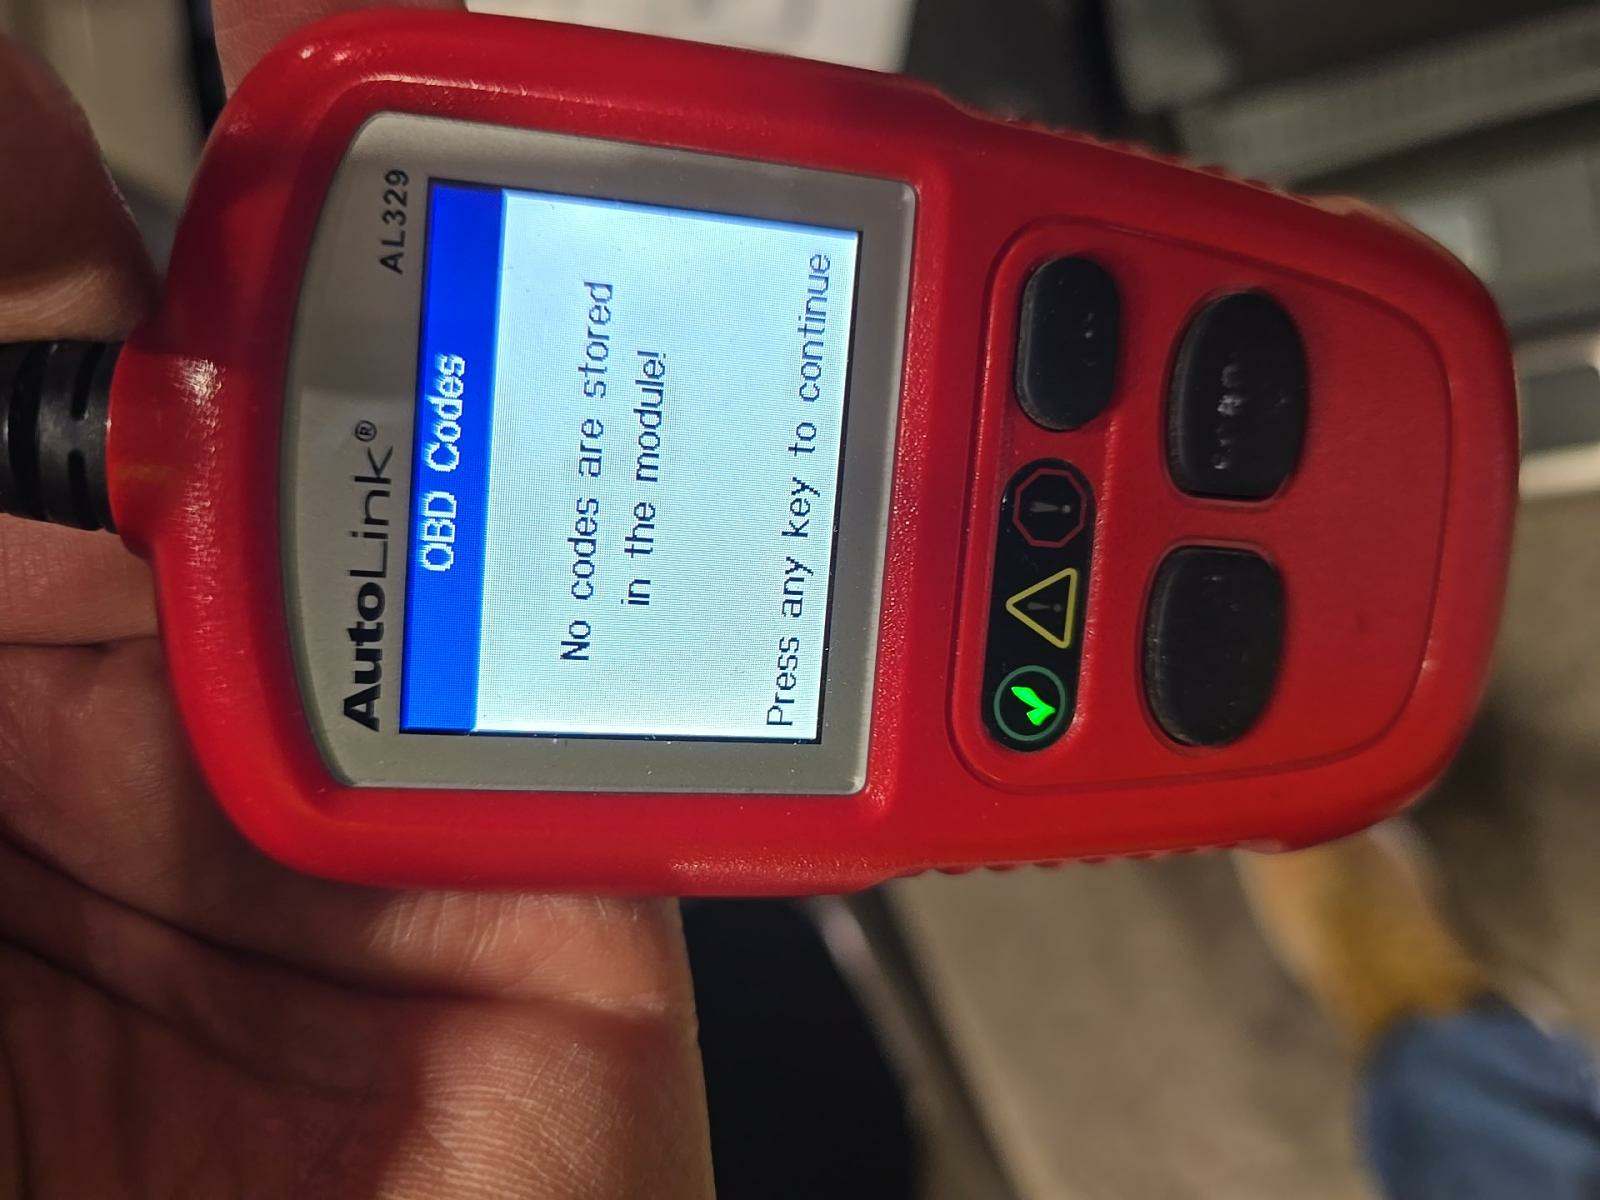 AutoLink® AL329
OBD Codes
No codes are stored
in the module!
Press any key to continue